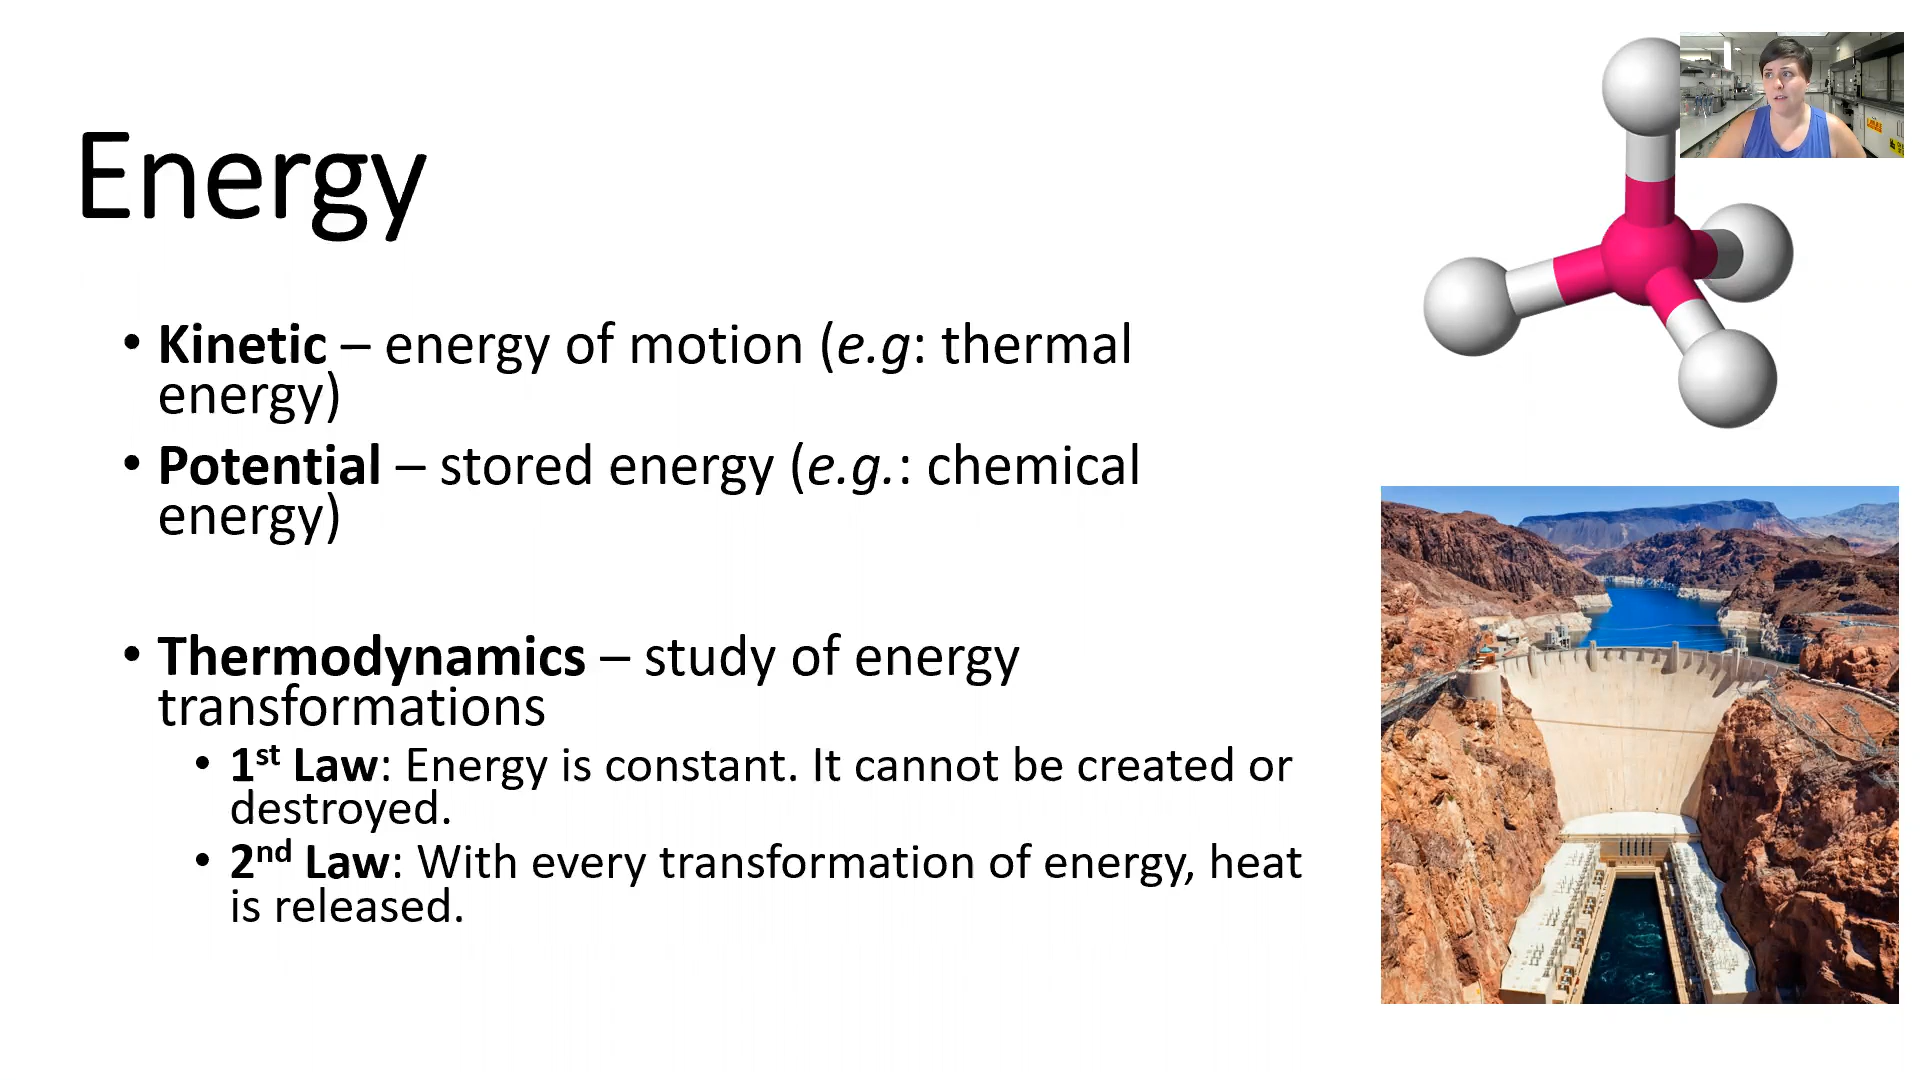 Energy
• Kinetic – energy of motion (e.g: thermal
energy)
• Potential – stored energy (e.g.: chemical
energy)
• Thermodynamics – study of energy
transformations
• 1st Law: Energy is constant. It cannot be created or
destroyed.
• 2nd Law: With every transformation of energy, heat
is released.